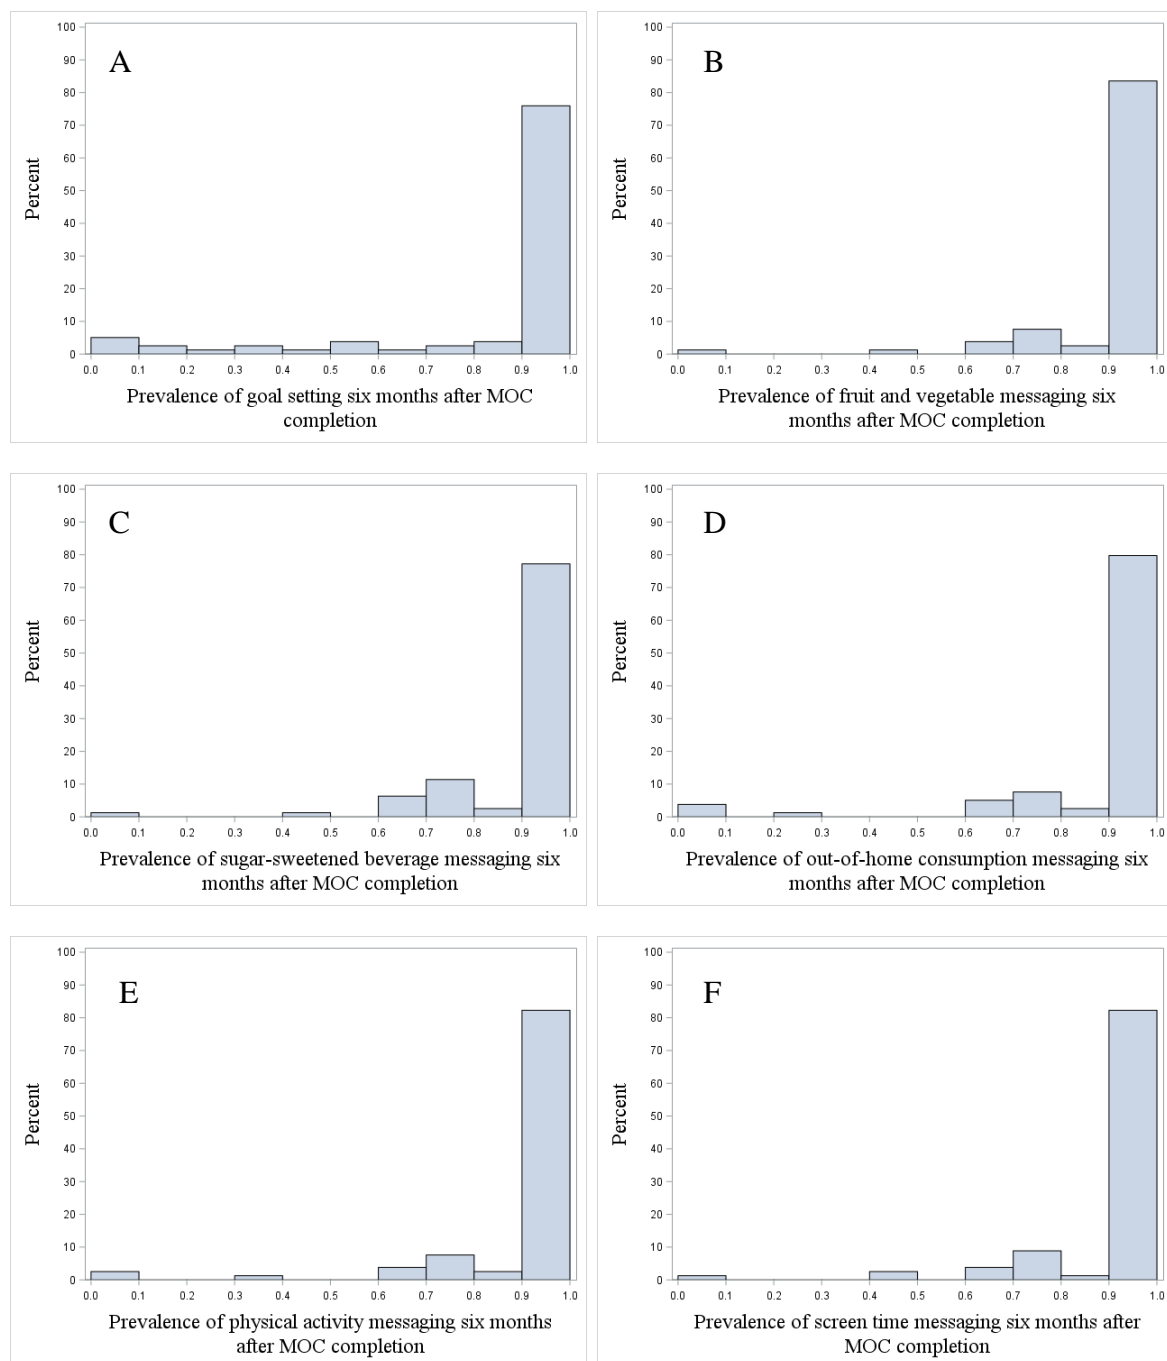 A
Percent
100
90
80
70
60
50
40
30
20
10
0
0.0 0.1 0.2 0.3 0.4 0.5 0.6 0.7 0.8 0.9 1.0
Prevalence of goal setting six months after MOC
completion
B
Percent
100
90
80
70
60
50
40
30
20
10
0
0.0 0.1 0.2 0.3 0.4 0.5 0.6 0.7 0.8 0.9 1.0
Prevalence of fruit and vegetable messaging six
months after MOC completion
C
Percent
100
90
80
70
60
50
40
30
20
10
0
0.0 0.1 0.2 0.3 0.4 0.5 0.6 0.7 0.8 0.9 1.0
Prevalence of sugar-sweetened beverage messaging six
months after MOC completion
D
Percent
100
90
80
70
60
50
40
30
20
10
0
0.0 0.1 0.2 0.3 0.4 0.5 0.6 0.7 0.8 0.9 1.0
Prevalence of out-of-home consumption messaging six
months after MOC completion
E
Percent
100
90
80
70
60
50
40
30
20
10
0
0.0 0.1 0.2 0.3 0.4 0.5 0.6 0.7 0.8 0.9 1.0
Prevalence of physical activity messaging six months
after MOC completion
F
Percent
100
90
80
70
60
50
40
30
20
10
0
0.0 0.1 0.2 0.3 0.4 0.5 0.6 0.7 0.8 0.9 1.0
Prevalence of screen time messaging six months after
MOC completion